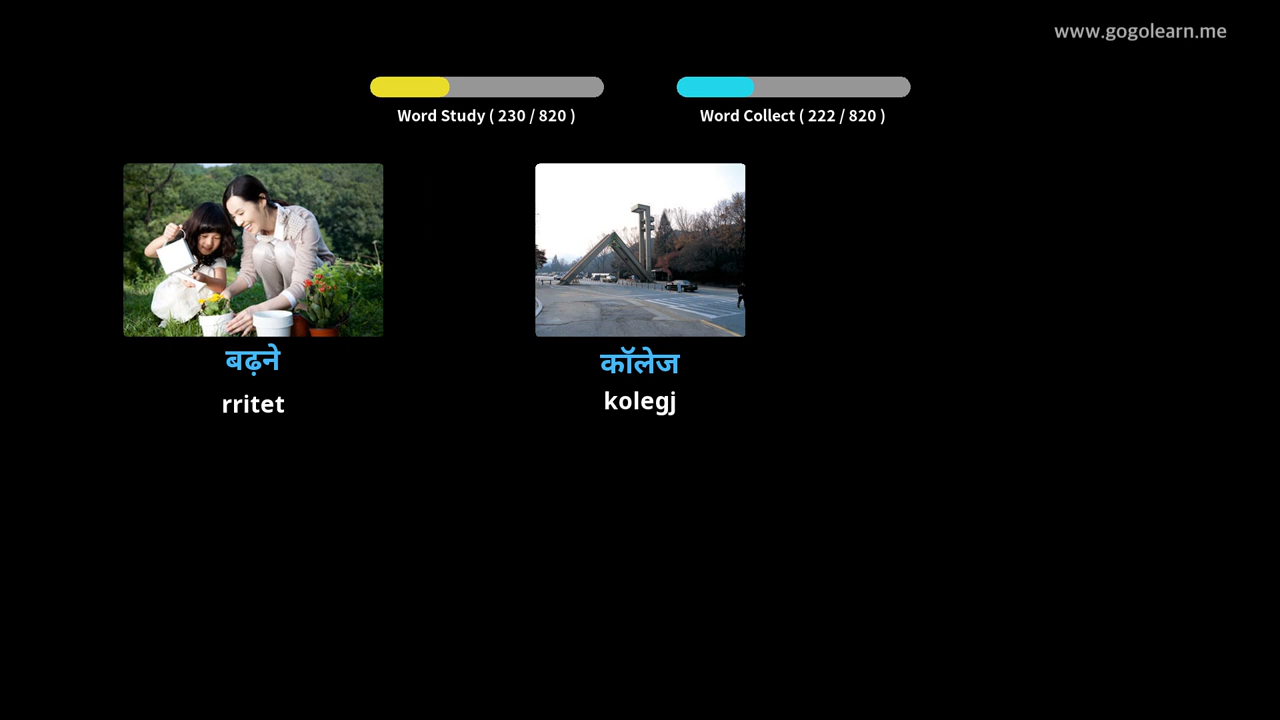 www.gogolearn.me
Word Study ( 230 / 820 )
Word Collect ( 222 / 820 )
बढ़ने
rritet
कॉलेज
kolegj